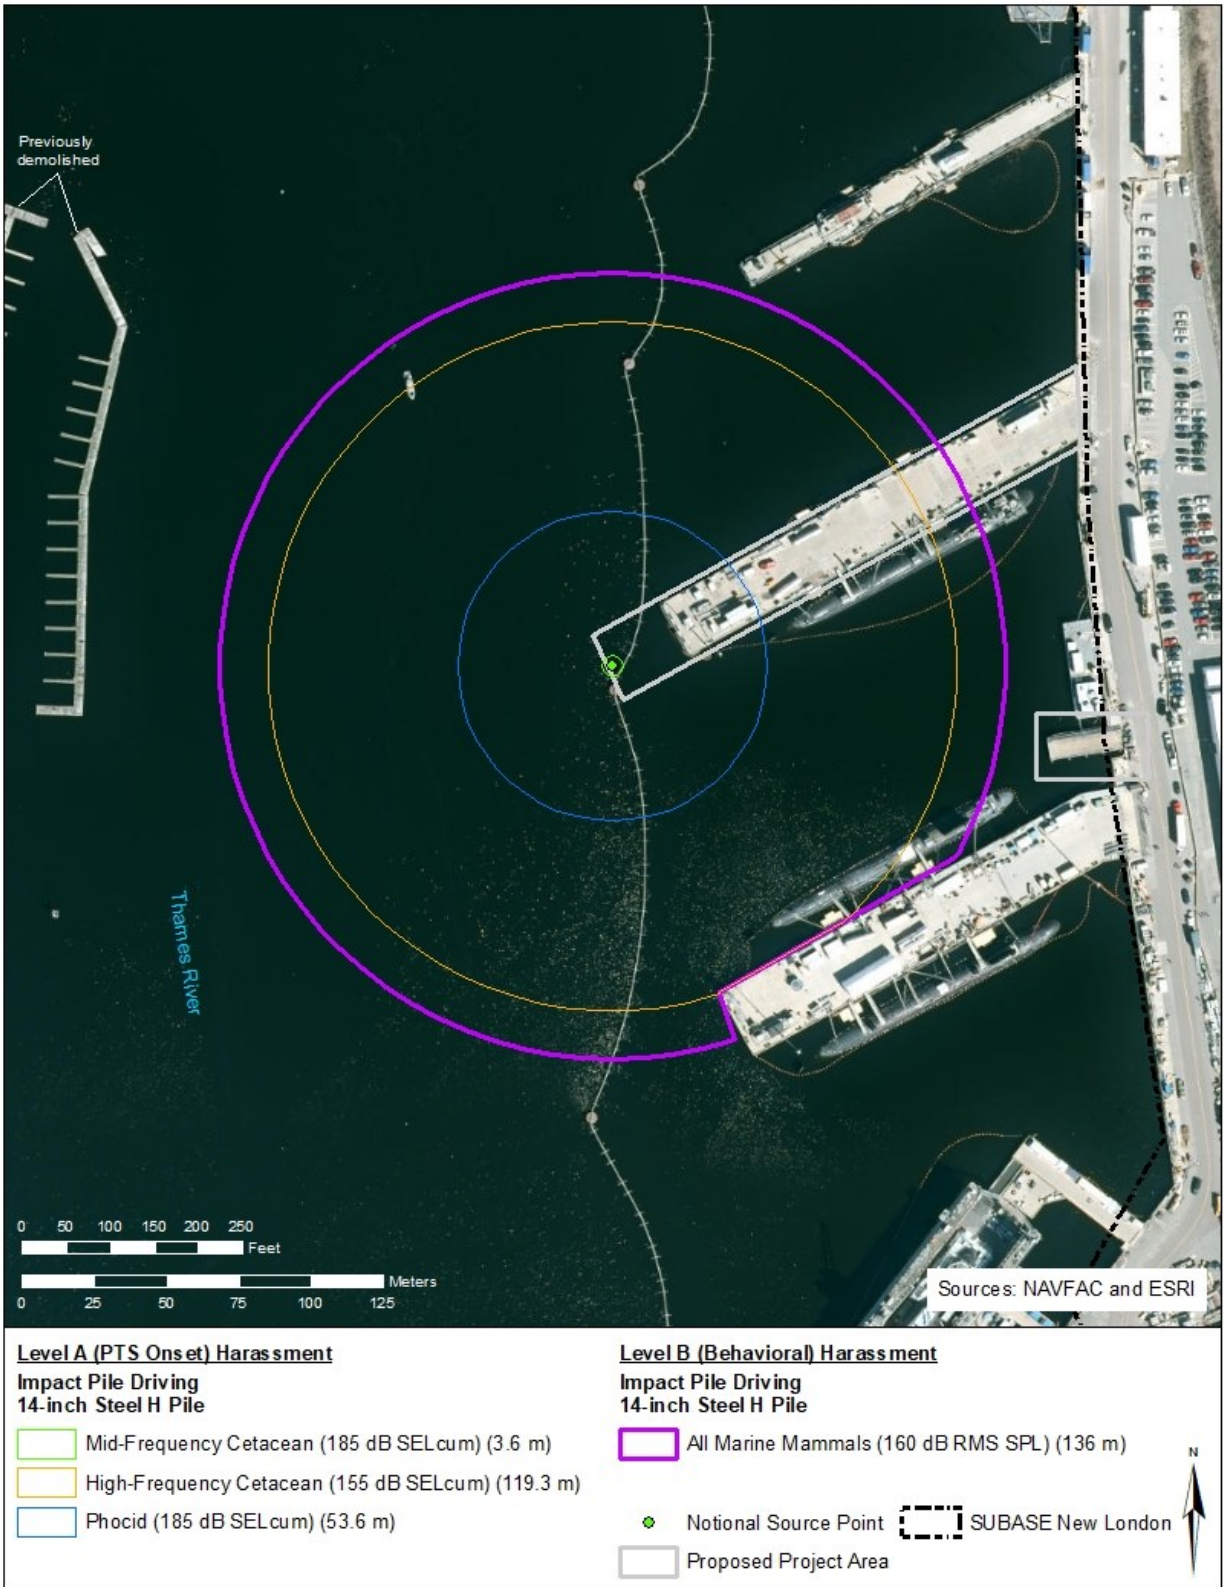 Previously
demolished
Thames River
0 50 100 150 200 250
Feet
Meters
0 25 50 75 100 125
Sources: NAVFAC and ESRI
Level A (PTS Onset) Harassment
Impact Pile Driving
14-inch Steel H Pile
Mid-Frequency Cetacean (185 dB SELcum) (3.6 m)
High-Frequency Cetacean (155 dB SELcum) (119.3 m)
Phocid (185 dB SELcum) (53.6 m)
Level B (Behavioral) Harassment
Impact Pile Driving
14-inch Steel H Pile
All Marine Mammals (160 dB RMS SPL) (136 m)
N
Notional Source Point
SUBASE New London
Proposed Project Area